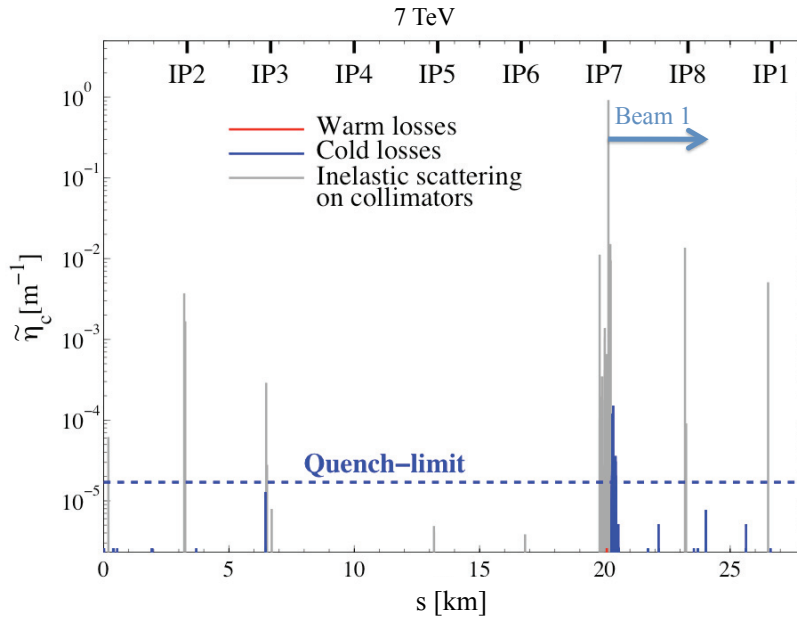 7 TeV
IP2 IP3 IP4 IP5 IP6 IP7 IP8 IP1
Beam 1
Warm losses
Cold losses
Inelastic scattering
on collimators
Quench–limit
10⁰
10⁻¹
10⁻²
10⁻³
10⁻⁴
10⁻⁵
η̃c[m⁻¹]
0 5 10 15 20 25
s [km]